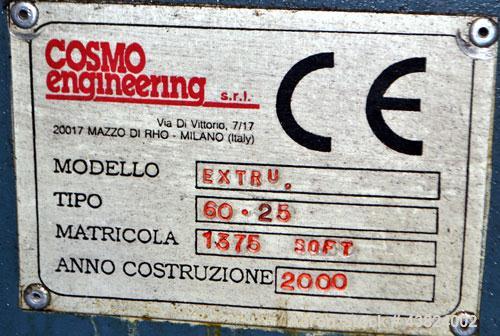 COSMO
engineering s.r.l.
CE
Via Di Vittorio, 7/17
20017 MAZZO DI RHO - MILANO (Italy)
MODELLO EXTRU.
TIPO 60·25
MATRICOLA 1375 SOFT
ANNO COSTRUZIONE 2000